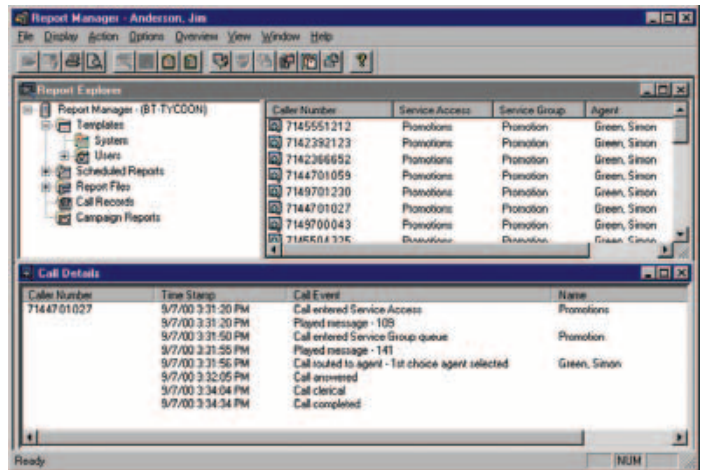 Report Manager - Anderson, Jim
File Display Action Options Overview View Window Help
Report Explorer
Report Manager - (BT-TYCOON)
Templates
System
Users
Scheduled Reports
Report Files
Call Records
Campaign Reports
Caller Number Service Access Service Group Agent
7145551212 Promotions Promotion Green, Simon
7142392123 Promotions Promotion Green, Simon
7142366652 Promotions Promotion Green, Simon
7144701059 Promotions Promotion Green, Simon
7149701230 Promotions Promotion Green, Simon
7144701027 Promotions Promotion Green, Simon
7149700043 Promotions Promotion Green, Simon
7145504325 Promotions Promotion Green, Simon
Call Details
Caller Number Time Stamp Call Event Name
7144701027 9/7/00 3:31:20 PM Call entered Service Access Promotions
9/7/00 3:31:20 PM Played message - 109
9/7/00 3:31:50 PM Call entered Service Group queue Promotion
9/7/00 3:31:55 PM Played message - 141
9/7/00 3:31:56 PM Call routed to agent - 1st choice agent selected Green, Simon
9/7/00 3:32:05 PM Call answered
9/7/00 3:34:04 PM Call clerical
9/7/00 3:34:34 PM Call completed
Ready NUM